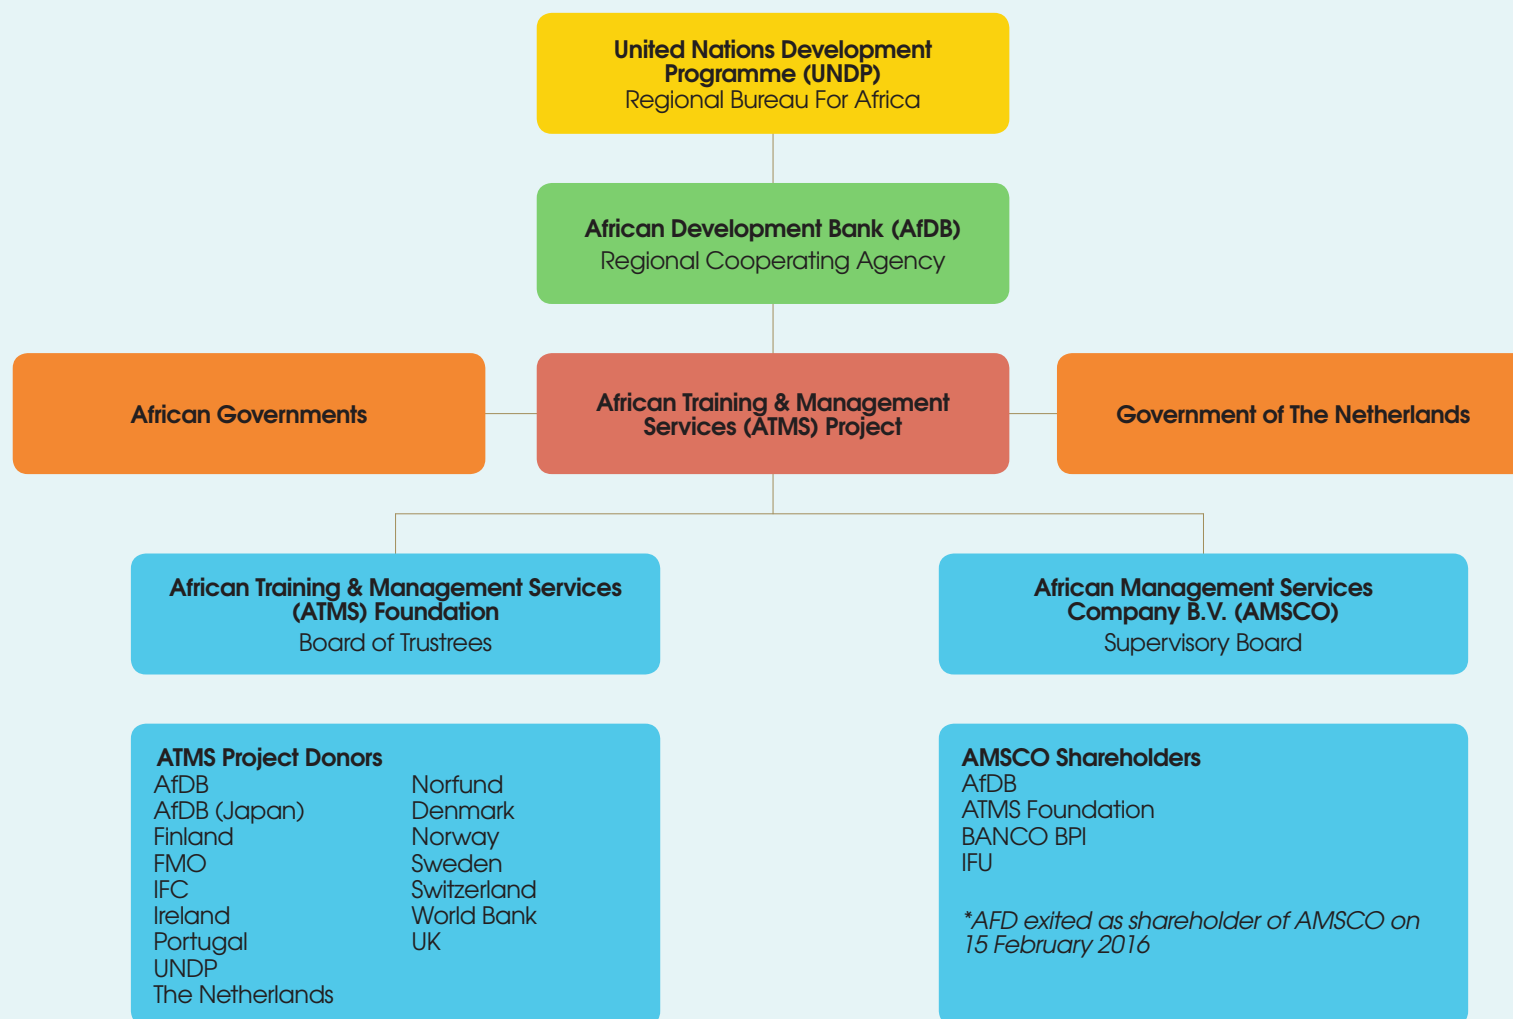 United Nations Development
Programme (UNDP)
Regional Bureau For Africa
African Development Bank (AfDB)
Regional Cooperating Agency
African Governments
African Training & Management
Services (ATMS) Project
Government of The Netherlands
African Training & Management Services
(ATMS) Foundation
Board of Trustrees
African Management Services
Company B.V. (AMSCO)
Supervisory Board
ATMS Project Donors
AfDB
AfDB (Japan)
Finland
FMO
IFC
Ireland
Portugal
UNDP
The Netherlands
Norfund
Denmark
Norway
Sweden
Switzerland
World Bank
UK
AMSCO Shareholders
AfDB
ATMS Foundation
BANCO BPI
IFU
*AFD exited as shareholder of AMSCO on
15 February 2016